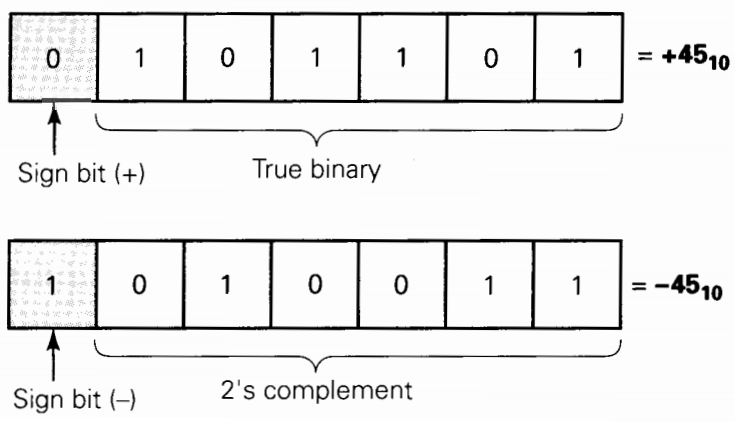 0 1 0 1 1 0 1 = +45₁₀
Sign bit (+) True binary
1 0 1 0 0 1 1 = –45₁₀
Sign bit (–) 2's complement